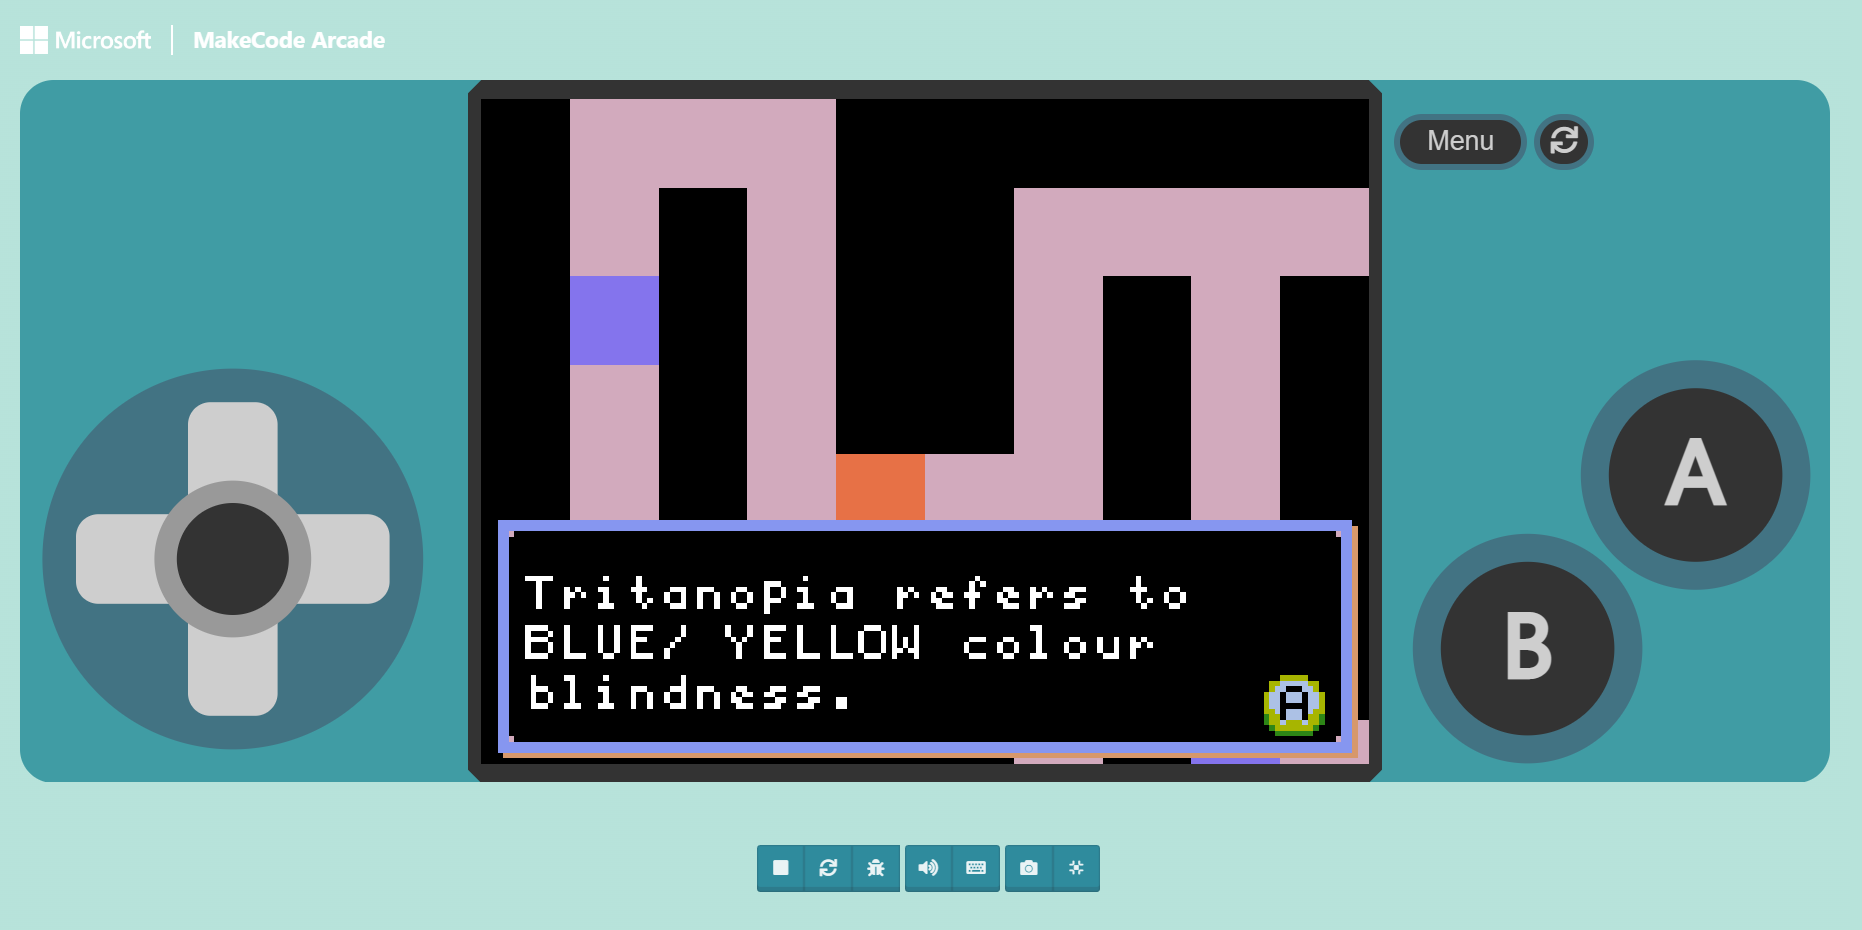 Microsoft | MakeCode Arcade
Menu
Tritanopia refers to
BLUE/ YELLOW colour
blindness.
A
A
B